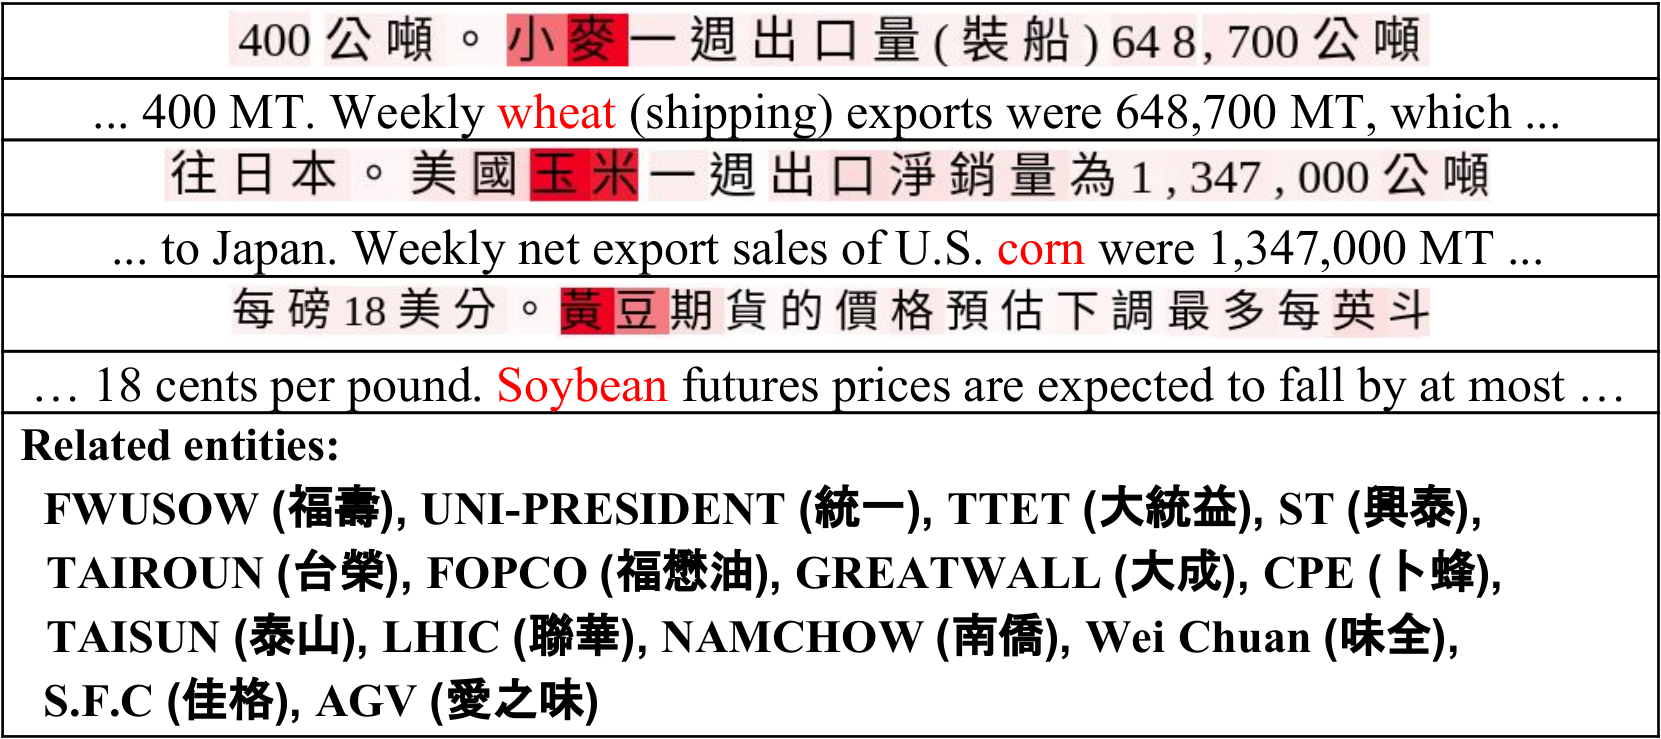 400 公噸。小麥一週出口量(裝船) 648,700 公噸
... 400 MT. Weekly wheat (shipping) exports were 648,700 MT, which ...
往日本。美國玉米一週出口淨銷量為 1,347,000 公噸
... to Japan. Weekly net export sales of U.S. corn were 1,347,000 MT ...
每磅 18 美分。黃豆期貨的價格預估下調最多每英斗
... 18 cents per pound. Soybean futures prices are expected to fall by at most ...
Related entities:
FWUSOW (福壽), UNI-PRESIDENT (統一), TTET (大統益), ST (興泰),
TAIROUN (台榮), FOPCO (福懋油), GREATWALL (大成), CPE (卜蜂),
TAISUN (泰山), LHIC (聯華), NAMCHOW (南僑), Wei Chuan (味全),
S.F.C (佳格), AGV (愛之味)